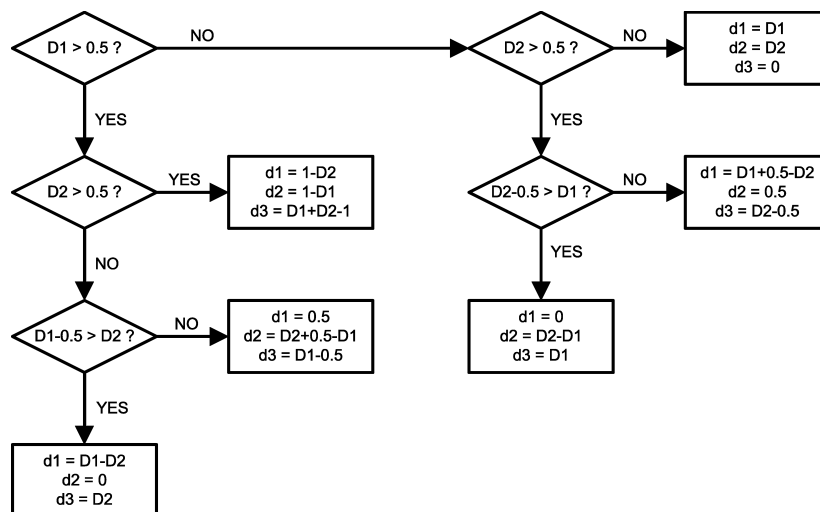 D1 > 0.5 ?
NO
D2 > 0.5 ?
NO
d1 = D1
d2 = D2
d3 = 0
YES
YES
D2 > 0.5 ?
YES
d1 = 1-D2
d2 = 1-D1
d3 = D1+D2-1
D2-0.5 > D1 ?
NO
d1 = D1+0.5-D2
d2 = 0.5
d3 = D2-0.5
NO
YES
D1-0.5 > D2 ?
NO
d1 = 0.5
d2 = D2+0.5-D1
d3 = D1-0.5
d1 = 0
d2 = D2-D1
d3 = D1
YES
d1 = D1-D2
d2 = 0
d3 = D2